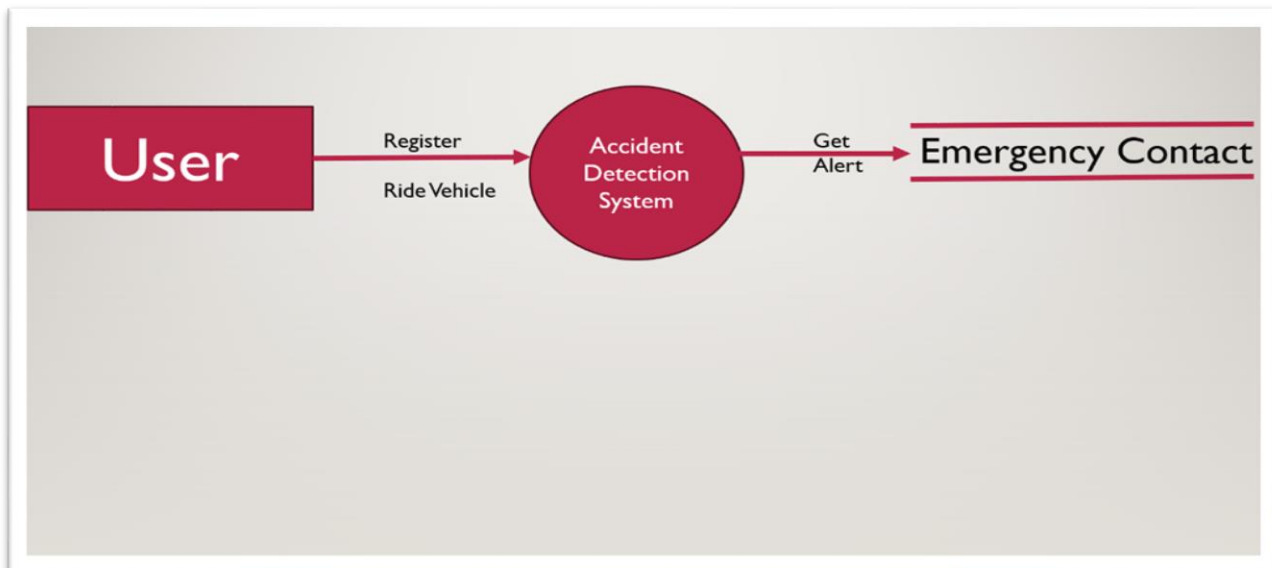 User
Register
Ride Vehicle
Accident
Detection
System
Get
Alert
Emergency Contact